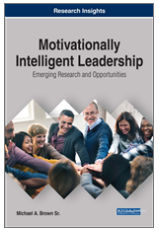 Research Insights
Motivationally
Intelligent Leadership
Emerging Research and Opportunities
Michael A. Brown Sr.